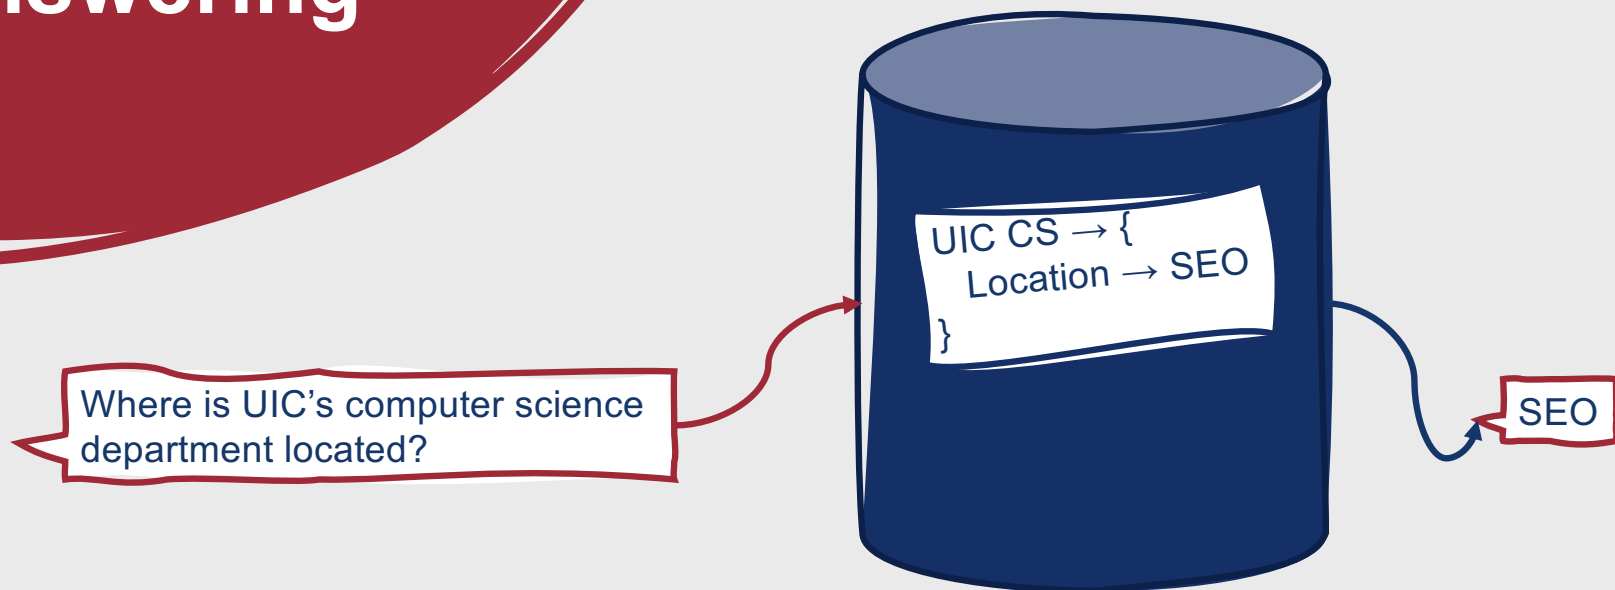 Where is UIC’s computer science
department located?
UIC CS → {
Location → SEO
}
SEO